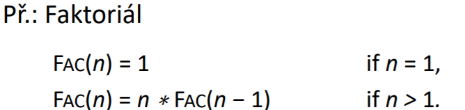 Př.: Faktoriál
FAC(n) = 1 if n = 1,
FAC(n) = n ∗ FAC(n − 1) if n > 1.